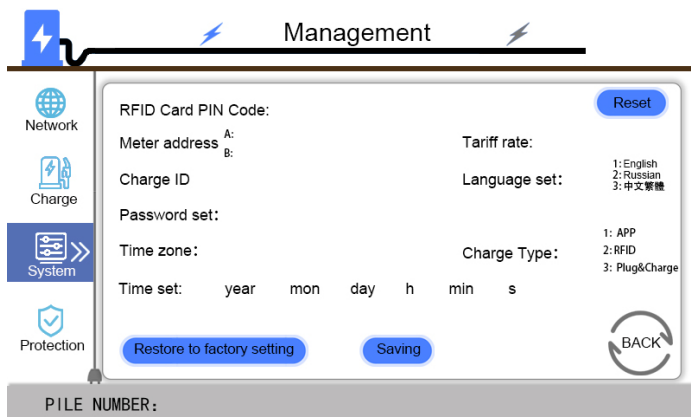 Management
Network
Charge
System
Protection
RFID Card PIN Code:
Reset
Meter address A:
B:
Tariff rate:
Charge ID
Language set:
1:English
2:Russian
3:中文繁體
Password set:
Time zone:
Charge Type:
1: APP
2:RFID
3: Plug&Charge
Time set: year mon day h min s
Restore to factory setting
Saving
BACK
PILE NUMBER: